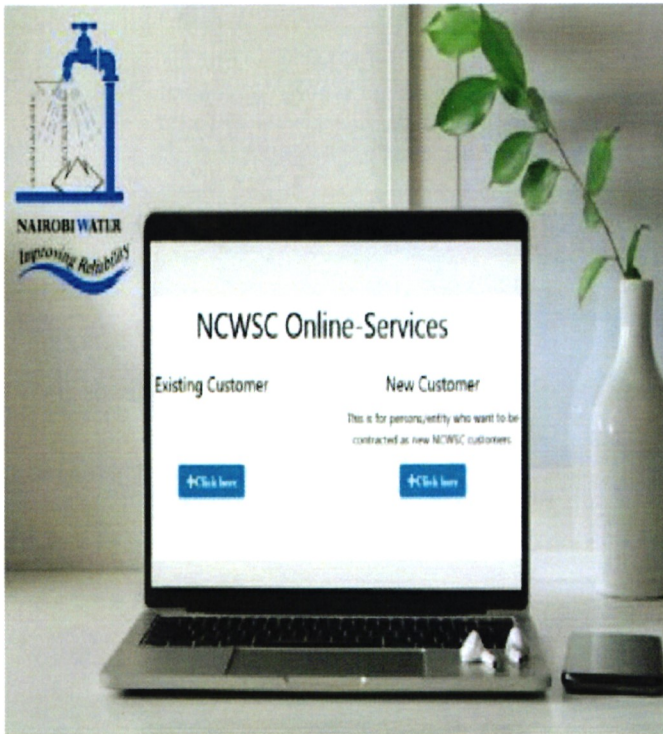 NAIROBI WATER
Improving Reliability
NCWSC Online-Services
Existing Customer
New Customer
This is for persons/entity who want to be
contracted as new NCWSC customers
+Click here
+Click here